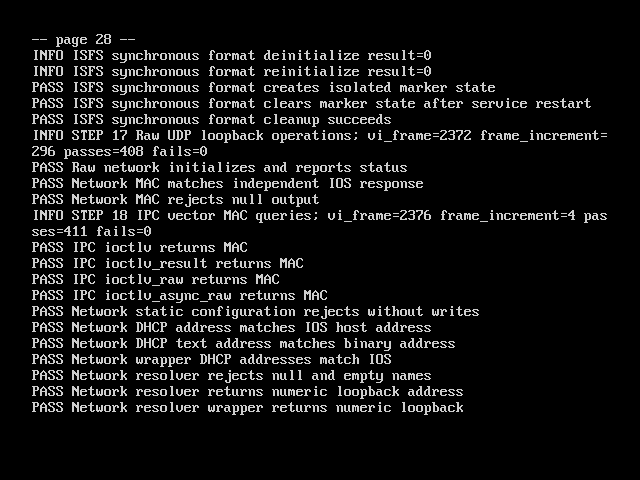 -- page 28 --
INFO ISFS synchronous format deinitialize result=0
INFO ISFS synchronous format reinitialize result=0
PASS ISFS synchronous format creates isolated marker state
PASS ISFS synchronous format clears marker state after service restart
PASS ISFS synchronous format cleanup succeeds
INFO STEP 17 Raw UDP loopback operations; vi_frame=2372 frame_increment=
296 passes=408 fails=0
PASS Raw network initializes and reports status
PASS Network MAC matches independent IOS response
PASS Network MAC rejects null output
INFO STEP 18 IPC vector MAC queries; vi_frame=2376 frame_increment=4 pas
ses=411 fails=0
PASS IPC ioctlv returns MAC
PASS IPC ioctlv_result returns MAC
PASS IPC ioctlv_raw returns MAC
PASS IPC ioctlv_async_raw returns MAC
PASS Network static configuration rejects without writes
PASS Network DHCP address matches IOS host address
PASS Network DHCP text address matches binary address
PASS Network wrapper DHCP addresses match IOS
PASS Network resolver rejects null and empty names
PASS Network resolver returns numeric loopback address
PASS Network resolver wrapper returns numeric loopback